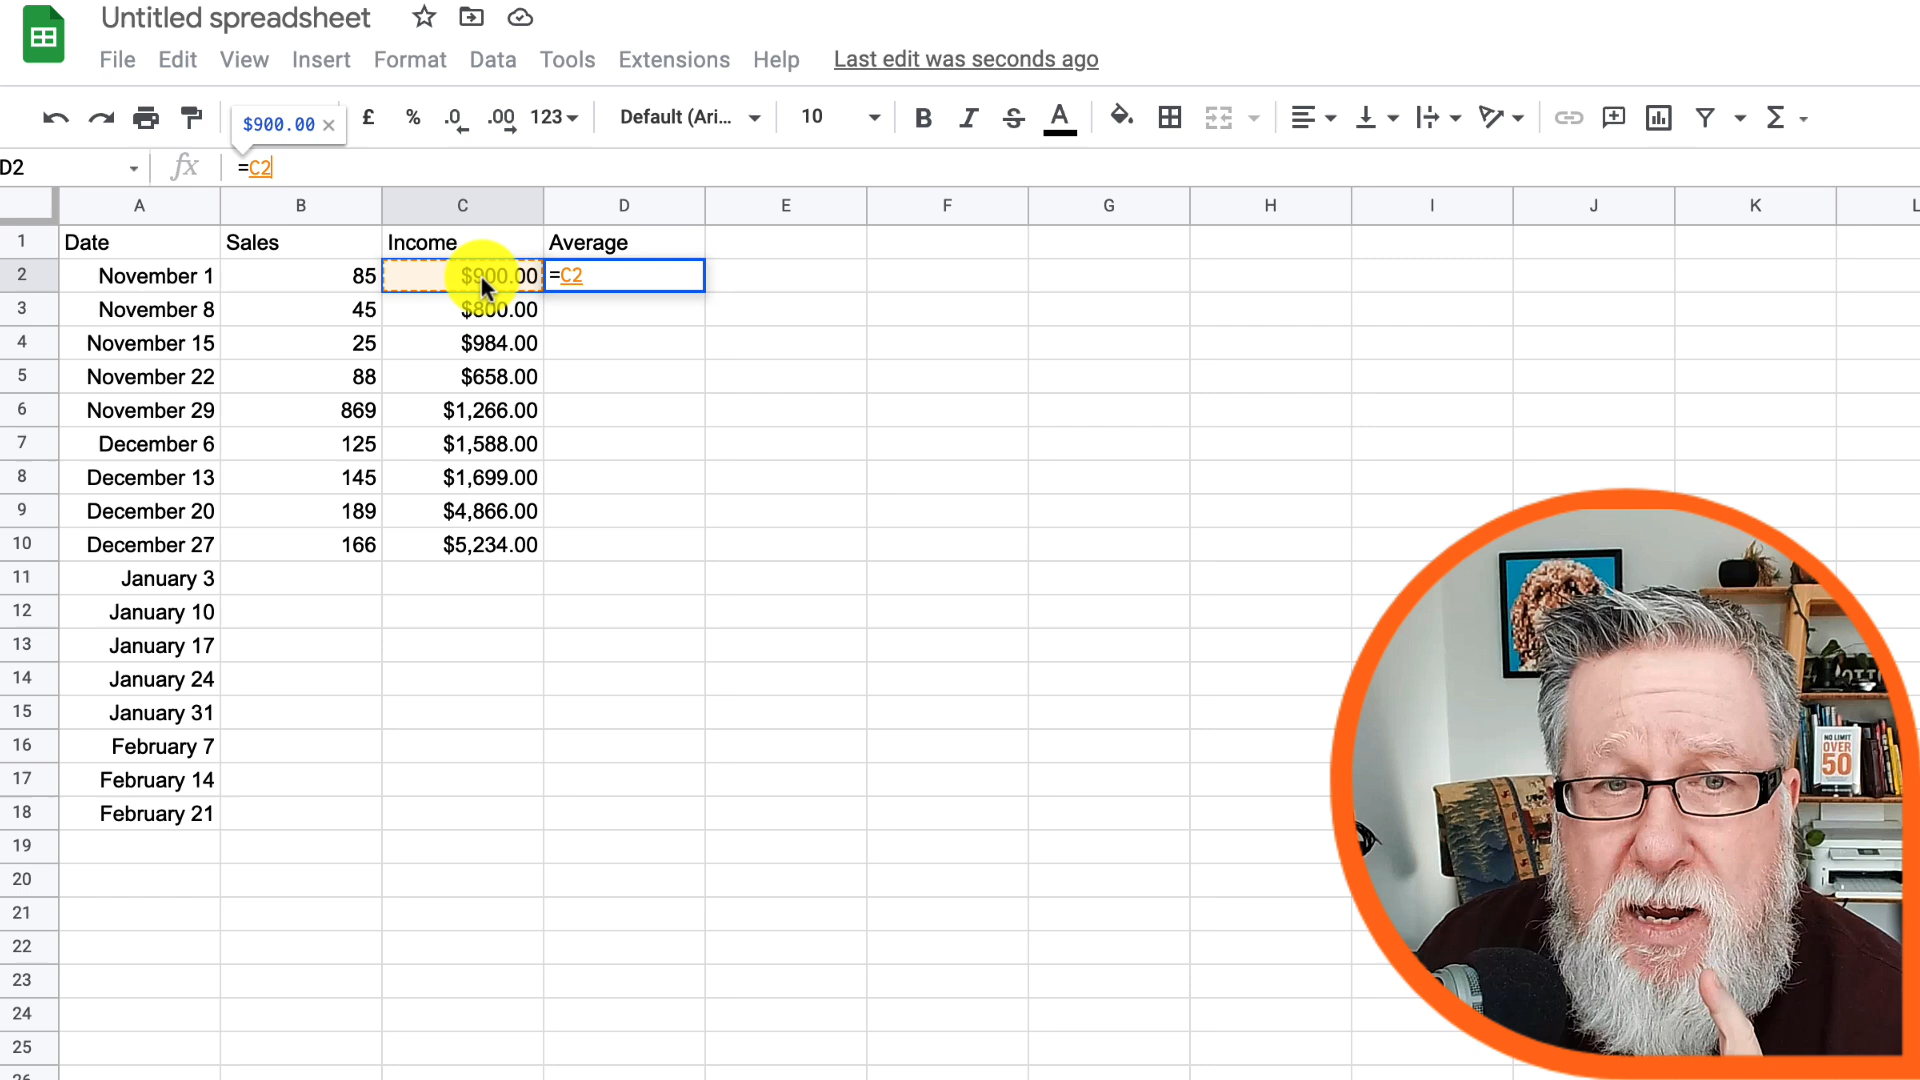 Untitled spreadsheet
File Edit View Insert Format Data Tools Extensions Help Last edit was seconds ago
$900.00 × £ % .0 .00 123 Default (Ari... 10 B I S A Σ
D2 fx =C2
A B C D E F G H I J K L
1 Date Sales Income Average
2 November 1 85 $900.00 =C2
3 November 8 45 $800.00
4 November 15 25 $984.00
5 November 22 88 $658.00
6 November 29 869 $1,266.00
7 December 6 125 $1,588.00
8 December 13 145 $1,699.00
9 December 20 189 $4,866.00
10 December 27 166 $5,234.00
11 January 3
12 January 10
13 January 17
14 January 24
15 January 31
16 February 7
17 February 14
18 February 21
19
20
21
22
23
24
25
26
NO LIMIT
OVER
50